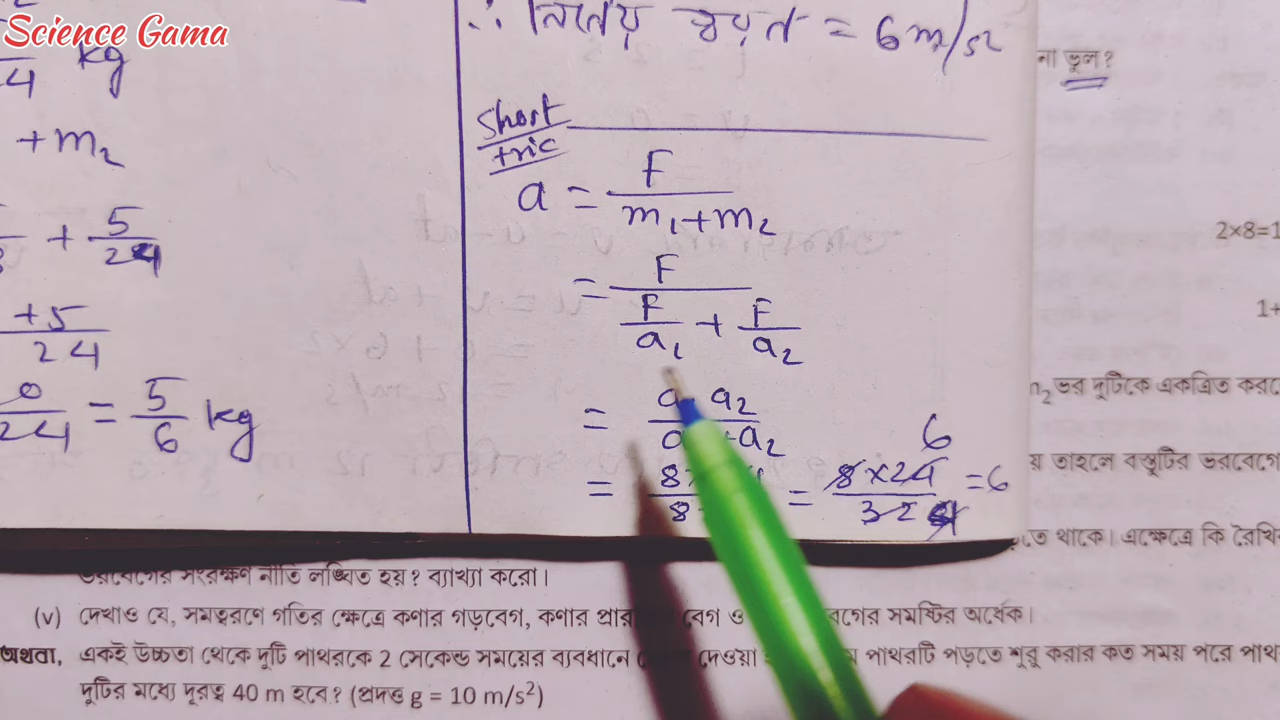 Science Gama
∴ নির্ণেয় ত্বরণ = 6 m/s²
kg
4
+ m₂
+ 5/24
+5
24
24 = 5/6 kg
Short
tric
a = F/(m₁+m₂)
= F/(F/a₁ + F/a₂)
= a₂
a₂
= 8
8
= 8×24/32 = 6
6
4
না ভুল?
2×8=1
1+
ভর দুটিকে একত্রিত করে
য় তাহলে বস্তুটির ভরবেগে
তে থাকে। এক্ষেত্রে কি রৈখি
ভরবেগের সংরক্ষণ নীতি লঙ্ঘিত হয়? ব্যাখ্যা করো।
(v) দেখাও যে, সমত্বরণে গতির ক্ষেত্রে কণার গড়বেগ, কণার প্রা বেগ ও বেগের সমষ্টির অর্ধেক।
অথবা, একই উচ্চতা থেকে দুটি পাথরকে 2 সেকেন্ড সময়ের ব্যবধানে দেওয়া পাথরটি পড়তে শুরু করার কত সময় পরে পাথ
দুটির মধ্যে দূরত্ব 40 m হবে? (প্রদত্ত g = 10 m/s²)